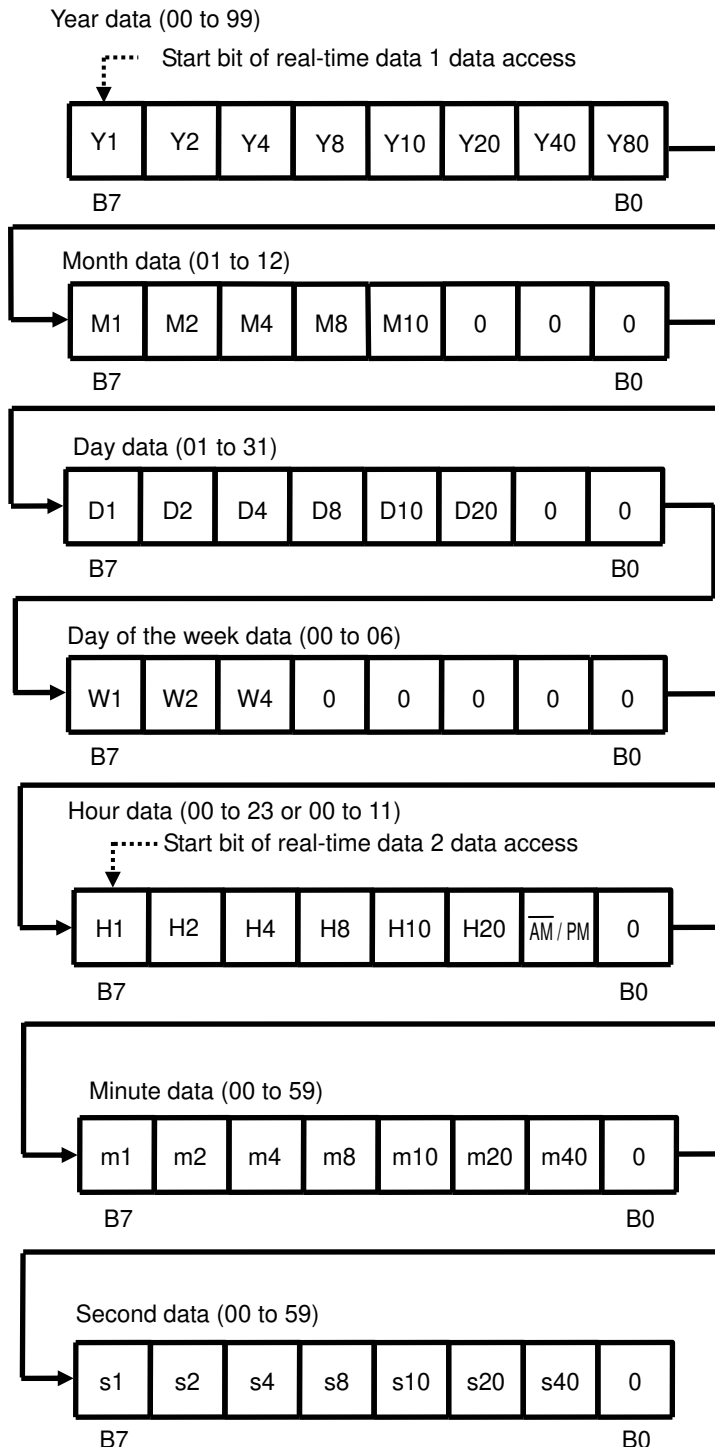 Year data (00 to 99)
Start bit of real-time data 1 data access
Y1 Y2 Y4 Y8 Y10 Y20 Y40 Y80
B7 B0
Month data (01 to 12)
M1 M2 M4 M8 M10 0 0 0
B7 B0
Day data (01 to 31)
D1 D2 D4 D8 D10 D20 0 0
B7 B0
Day of the week data (00 to 06)
W1 W2 W4 0 0 0 0 0
B7 B0
Hour data (00 to 23 or 00 to 11)
Start bit of real-time data 2 data access
H1 H2 H4 H8 H10 H20 A̅M̅ / PM 0
B7 B0
Minute data (00 to 59)
m1 m2 m4 m8 m10 m20 m40 0
B7 B0
Second data (00 to 59)
s1 s2 s4 s8 s10 s20 s40 0
B7 B0